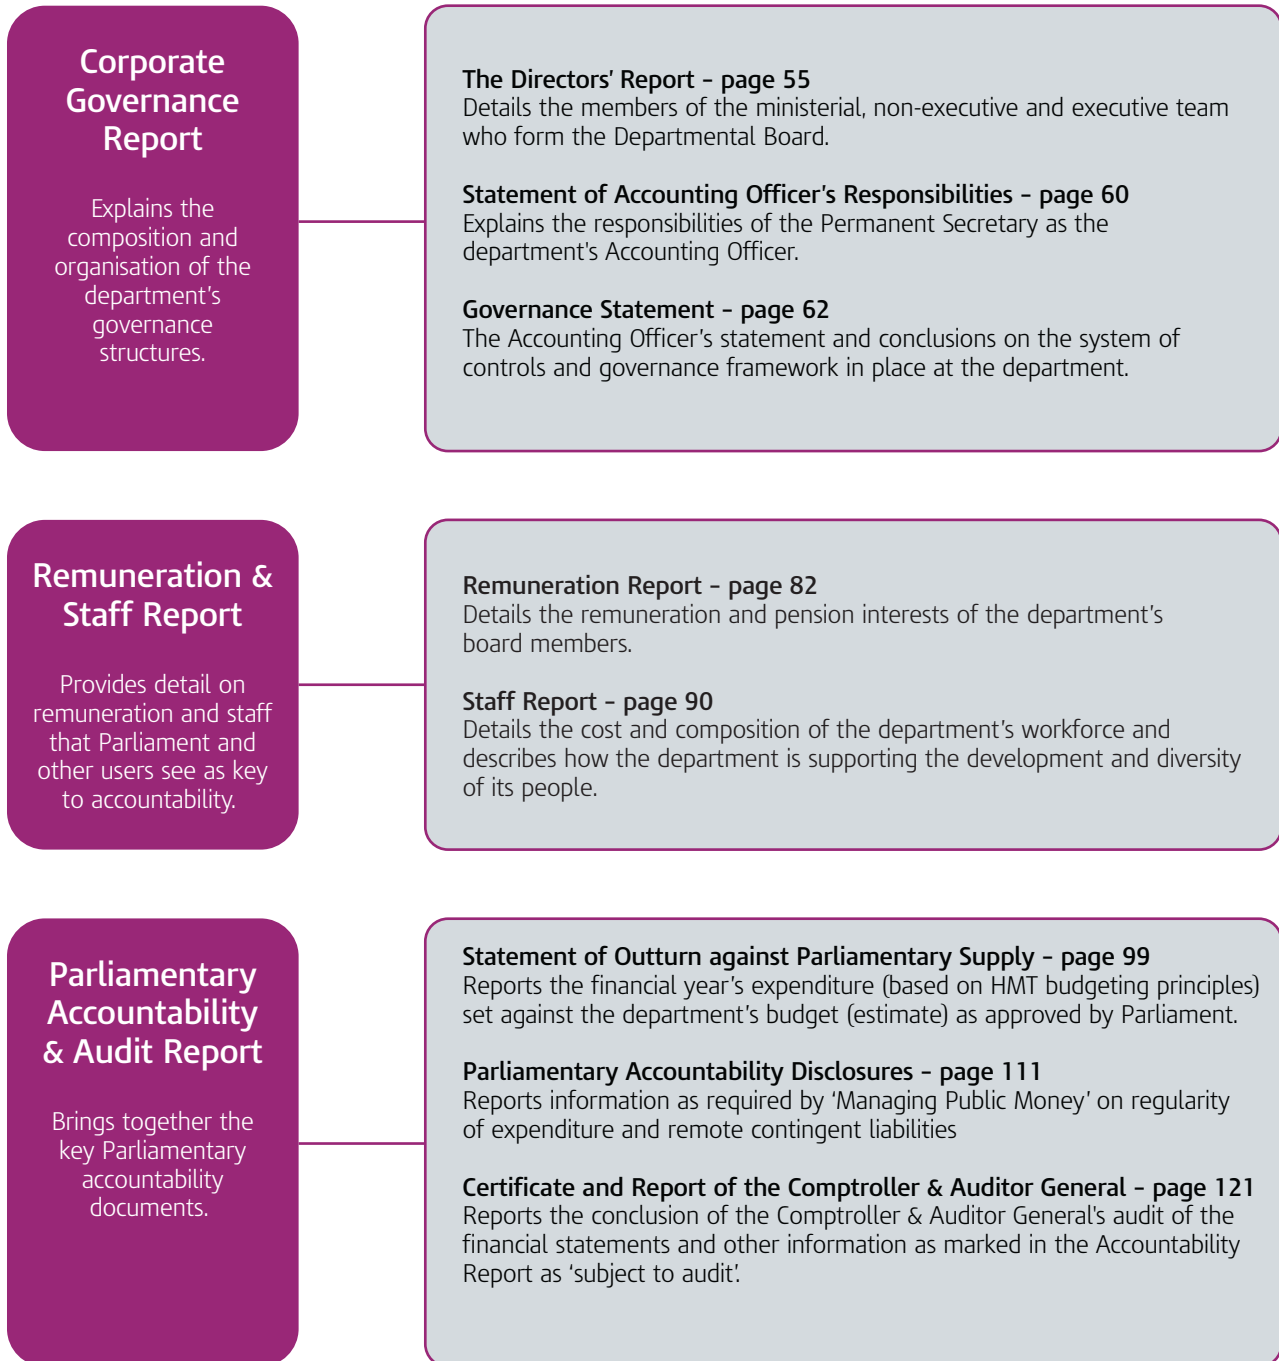 Corporate
Governance
Report
Explains the
composition and
organisation of the
department's
governance
structures.
The Directors' Report – page 55
Details the members of the ministerial, non-executive and executive team
who form the Departmental Board.
Statement of Accounting Officer's Responsibilities – page 60
Explains the responsibilities of the Permanent Secretary as the
department's Accounting Officer.
Governance Statement – page 62
The Accounting Officer's statement and conclusions on the system of
controls and governance framework in place at the department.
Remuneration &
Staff Report
Provides detail on
remuneration and staff
that Parliament and
other users see as key
to accountability.
Remuneration Report – page 82
Details the remuneration and pension interests of the department's
board members.
Staff Report – page 90
Details the cost and composition of the department's workforce and
describes how the department is supporting the development and diversity
of its people.
Parliamentary
Accountability
& Audit Report
Brings together the
key Parliamentary
accountability
documents.
Statement of Outturn against Parliamentary Supply – page 99
Reports the financial year's expenditure (based on HMT budgeting principles)
set against the department's budget (estimate) as approved by Parliament.
Parliamentary Accountability Disclosures – page 111
Reports information as required by 'Managing Public Money' on regularity
of expenditure and remote contingent liabilities
Certificate and Report of the Comptroller & Auditor General – page 121
Reports the conclusion of the Comptroller & Auditor General's audit of the
financial statements and other information as marked in the Accountability
Report as 'subject to audit'.